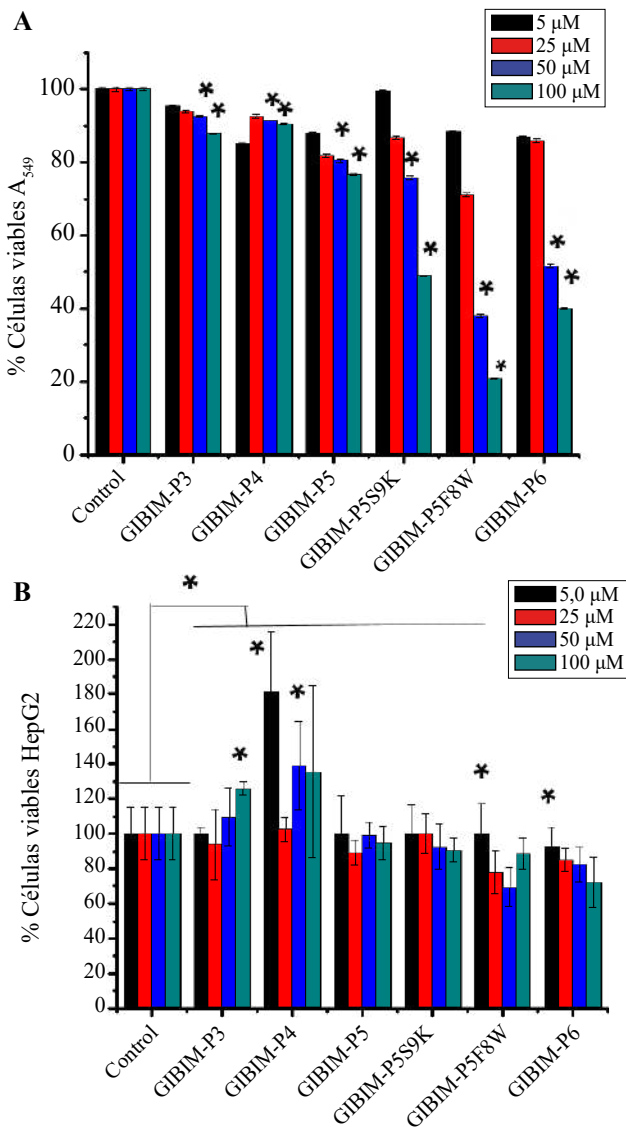 A
5 µM
25 µM
50 µM
100 µM
% Células viables A549
100
80
60
40
20
0
* * * * * * * * * * * *
Control
GIBIM-P3
GIBIM-P4
GIBIM-P5
GIBIM-P5S9K
GIBIM-P5F8W
GIBIM-P6
B
5,0 µM
25 µM
50 µM
100 µM
% Células viables HepG2
220
200
180
160
140
120
100
80
60
40
20
0
* * * * * *
Control
GIBIM-P3
GIBIM-P4
GIBIM-P5
GIBIM-P5S9K
GIBIM-P5F8W
GIBIM-P6